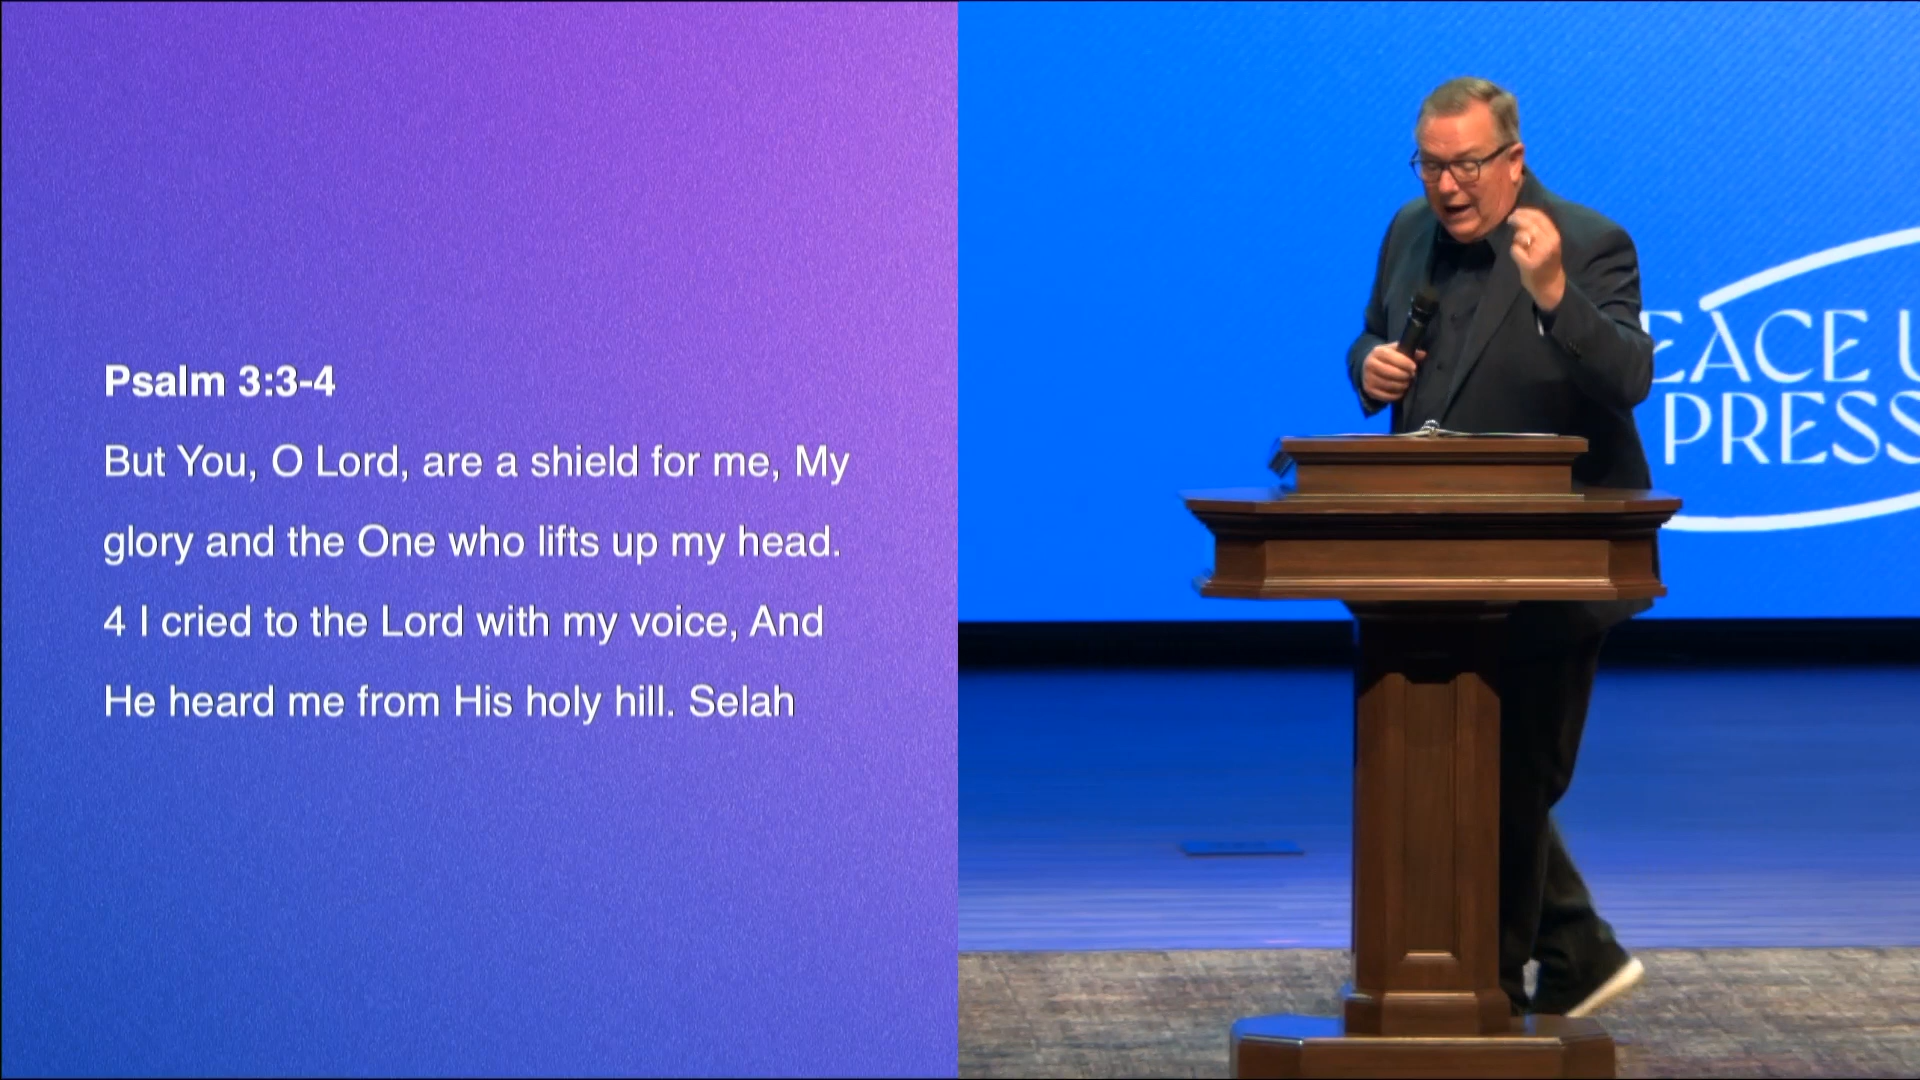 Psalm 3:3-4
But You, O Lord, are a shield for me, My
glory and the One who lifts up my head.
4 I cried to the Lord with my voice, And
He heard me from His holy hill. Selah
EACE U
PRESS